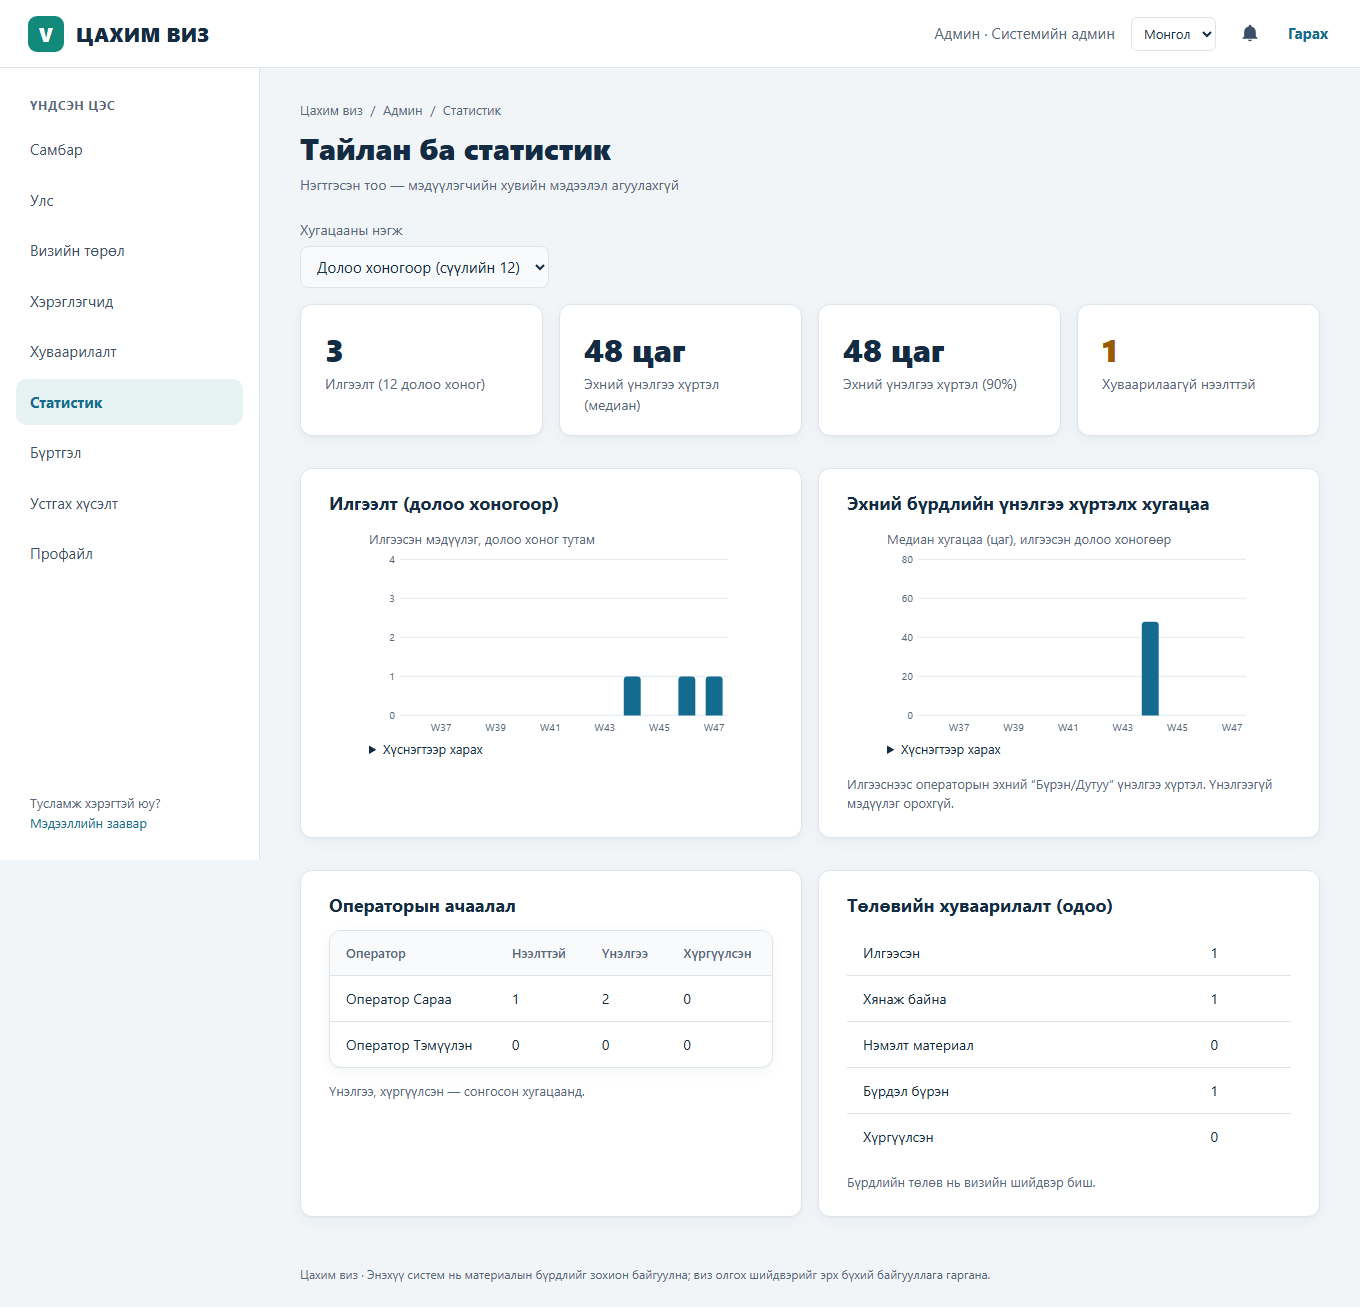 V ЦАХИМ ВИЗ
Админ · Системийн админ
Монгол
Гарах
ҮНДСЭН ЦЭС
Самбар
Улс
Визийн төрөл
Хэрэглэгчид
Хуваарилалт
Статистик
Бүртгэл
Устгах хүсэлт
Профайл
Тусламж хэрэгтэй юу?
Мэдээллийн заавар
Цахим виз / Админ / Статистик
Тайлан ба статистик
Нэгтгэсэн тоо — мэдүүлэгчийн хувийн мэдээлэл агуулахгүй
Хугацааны нэгж
Долоо хоногоор (сүүлийн 12)
3
Илгээлт (12 долоо хоног)
48 цаг
Эхний үнэлгээ хүртэл
(медиан)
48 цаг
Эхний үнэлгээ хүртэл (90%)
1
Хуваарилаагүй нээлттэй
Илгээлт (долоо хоногоор)
Илгээсэн мэдүүлэг, долоо хоног тутам
4
3
2
1
0
W37 W39 W41 W43 W45 W47
Хүснэгтээр харах
Эхний бүрдлийн үнэлгээ хүртэлх хугацаа
Медиан хугацаа (цаг), илгээсэн долоо хоногөөр
80
60
40
20
0
W37 W39 W41 W43 W45 W47
Хүснэгтээр харах
Илгээснээс операторын эхний “Бүрэн/Дутуу” үнэлгээ хүртэл. Үнэлгээгүй
мэдүүлэг орохгүй.
Операторын ачаалал
Оператор Нээлттэй Үнэлгээ Хүргүүлсэн
Оператор Сараа 1 2 0
Оператор Тэмүүлэн 0 0 0
Үнэлгээ, хүргүүлсэн — сонгосон хугацаанд.
Төлөвийн хуваарилалт (одоо)
Илгээсэн 1
Хянаж байна 1
Нэмэлт материал 0
Бүрдэл бүрэн 1
Хүргүүлсэн 0
Бүрдлийн төлөв нь визийн шийдвэр биш.
Цахим виз · Энэхүү систем нь материалын бүрдлийг зохион байгуулна; виз олгох шийдвэрийг эрх бүхий байгууллага гаргана.